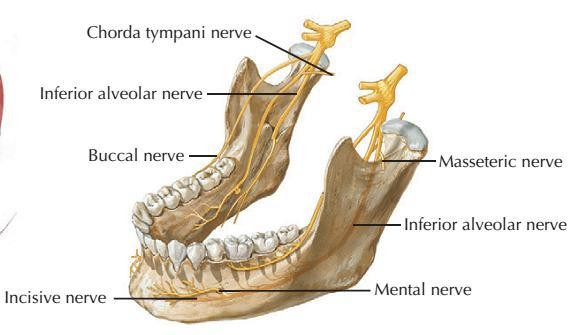 Chorda tympani nerve
Inferior alveolar nerve
Buccal nerve
Masseteric nerve
Inferior alveolar nerve
Mental nerve
Incisive nerve